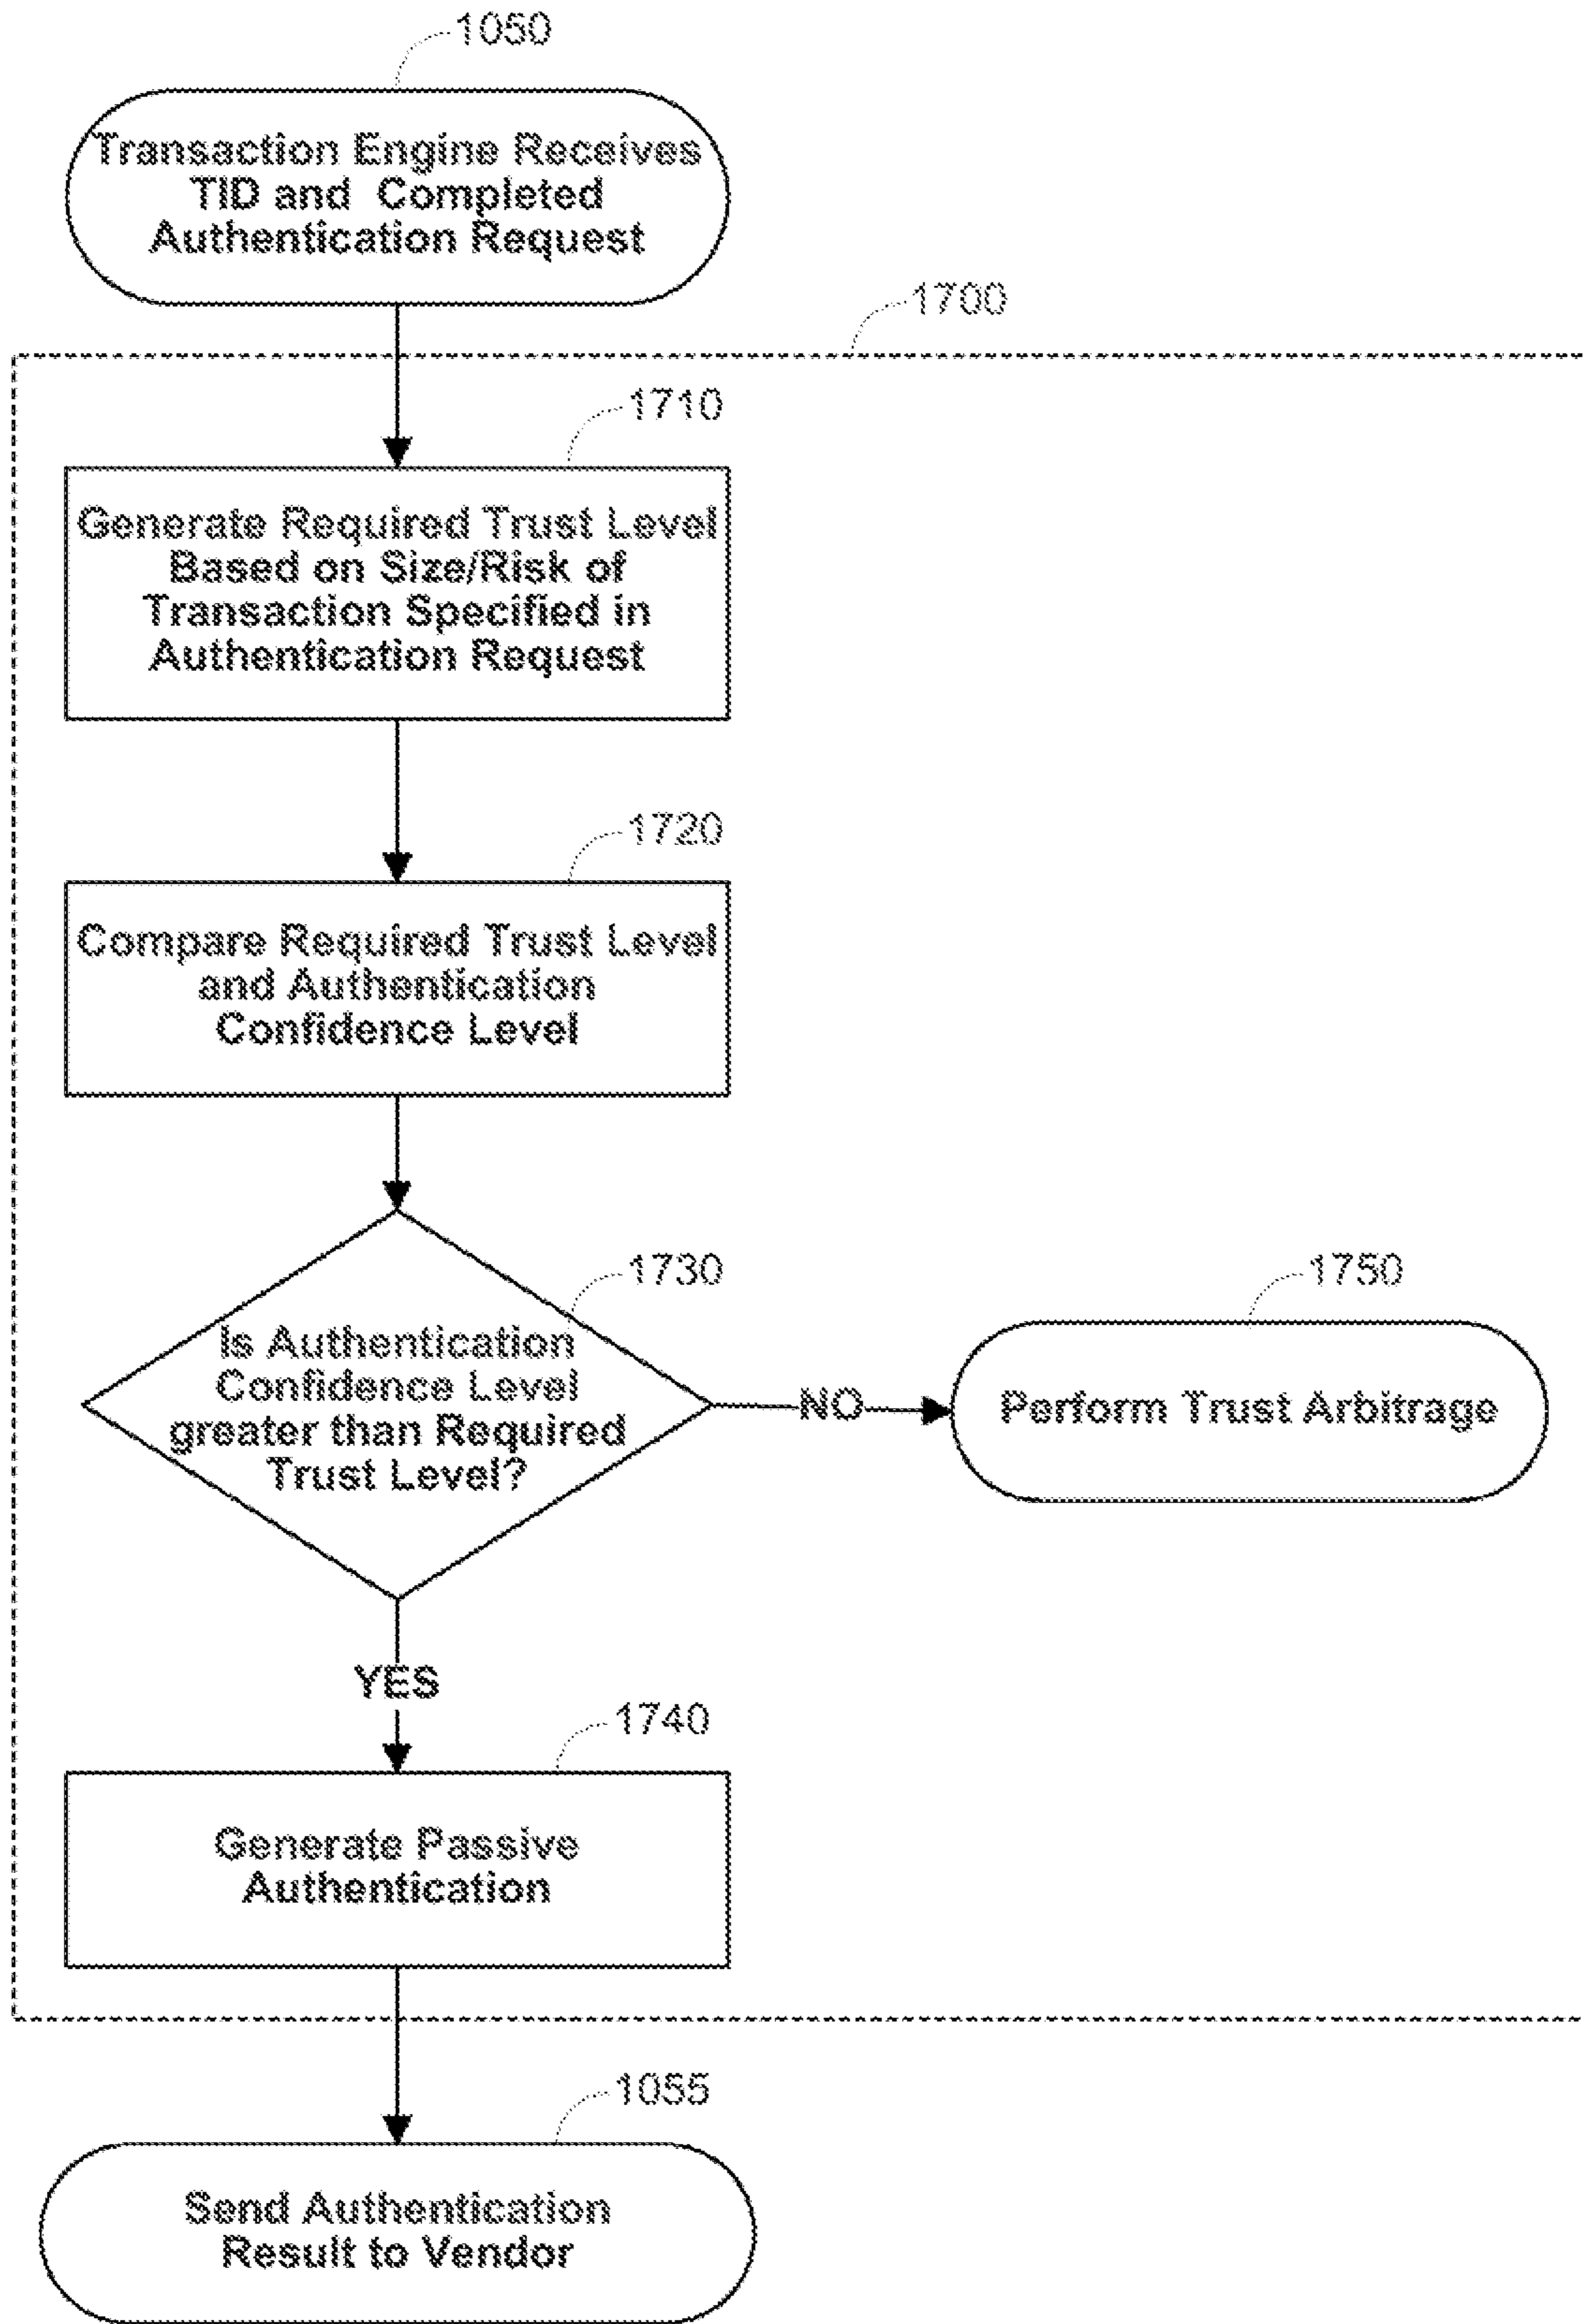 1050
Transaction Engine Receives
TID and Completed
Authentication Request
1700
1710
Generate Required Trust Level
Based on Size/Risk of
Transaction Specified in
Authentication Request
1720
Compare Required Trust Level
and Authentication
Confidence Level
1730
Is Authentication
Confidence Level
greater than Required
Trust Level?
NO
1750
Perform Trust Arbitrage
YES
1740
Generate Passive
Authentication
1055
Send Authentication
Result to Vendor